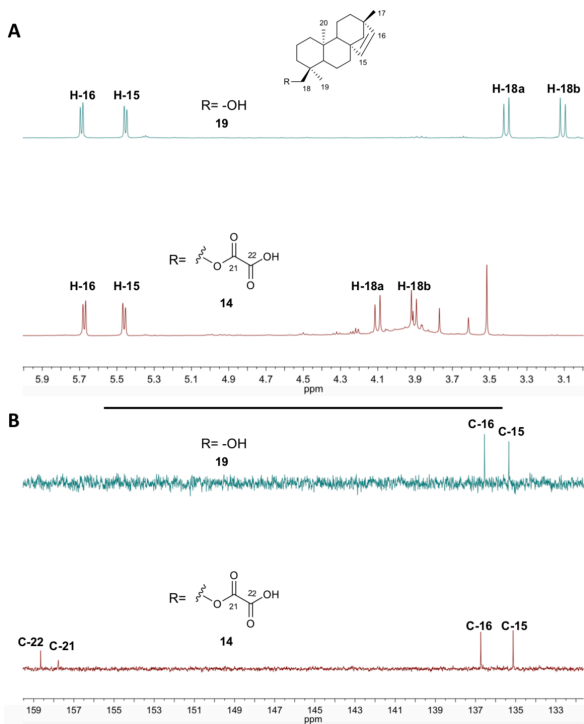 A
20
17
16
15
R
18
19
H-16 H-15 R= -OH H-18a H-18b
19
R= O O OH
21 22
O
H-16 H-15 14 H-18a H-18b
5.9 5.7 5.5 5.3 5.1 4.9 4.7 4.5 4.3 4.1 3.9 3.7 3.5 3.3 3.1
ppm
B
R= -OH C-16 C-15
19
R= O O OH
21 22
O
C-22 C-21 14 C-16 C-15
159 157 155 153 151 149 147 145 143 141 139 137 135 133
ppm